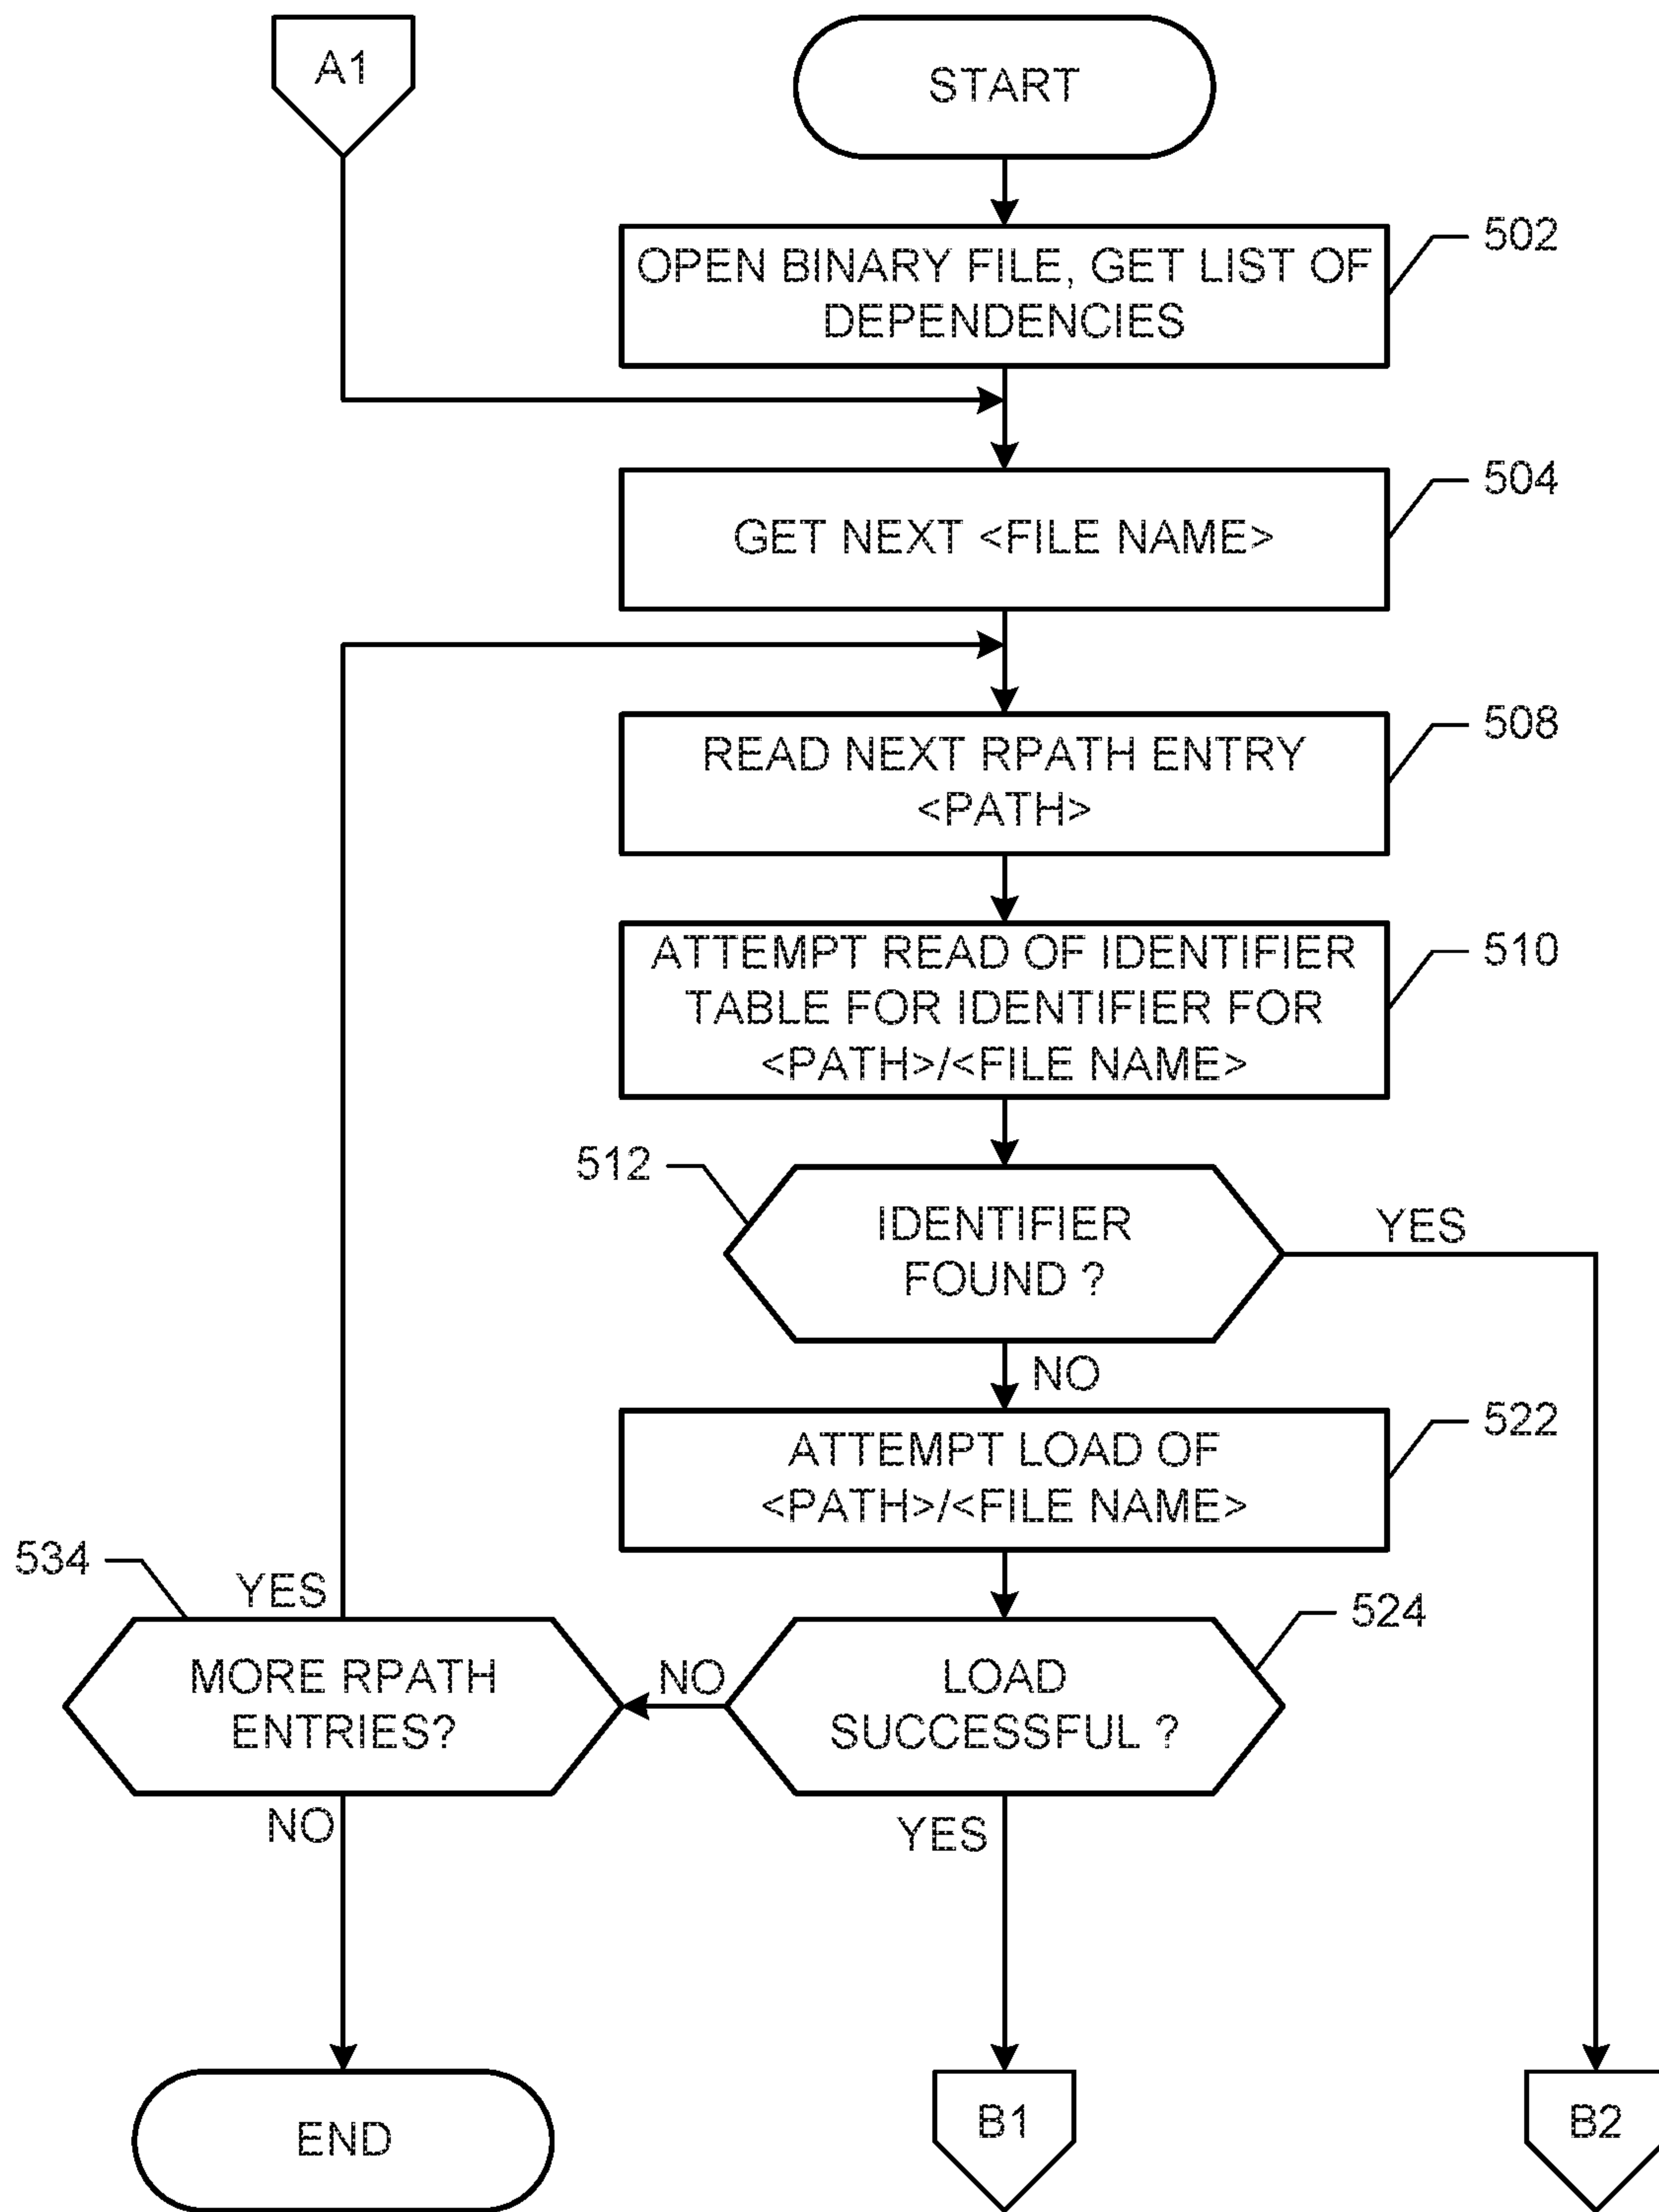 A1
START
OPEN BINARY FILE, GET LIST OF
DEPENDENCIES
502
GET NEXT <FILE NAME>
504
READ NEXT RPATH ENTRY
<PATH>
508
ATTEMPT READ OF IDENTIFIER
TABLE FOR IDENTIFIER FOR
<PATH>/<FILE NAME>
510
512
IDENTIFIER
FOUND ?
YES
NO
ATTEMPT LOAD OF
<PATH>/<FILE NAME>
522
534
YES
MORE RPATH
ENTRIES?
NO
LOAD
SUCCESSFUL ?
524
NO
YES
END
B1
B2